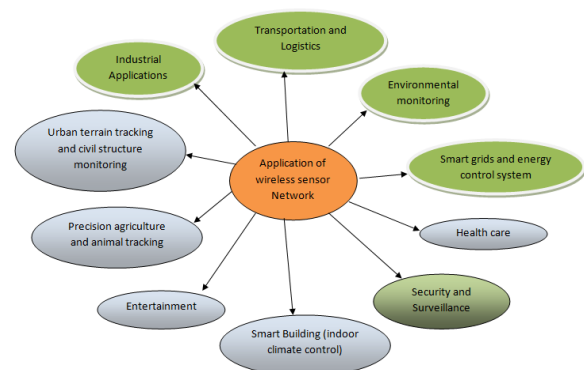 Transportation and
Logistics
Industrial
Applications
Environmental
monitoring
Urban terrain tracking
and civil structure
monitoring
Application of
wireless sensor
Network
Smart grids and energy
control system
Precision agriculture
and animal tracking
Health care
Entertainment
Security and
Surveillance
Smart Building (indoor
climate control)